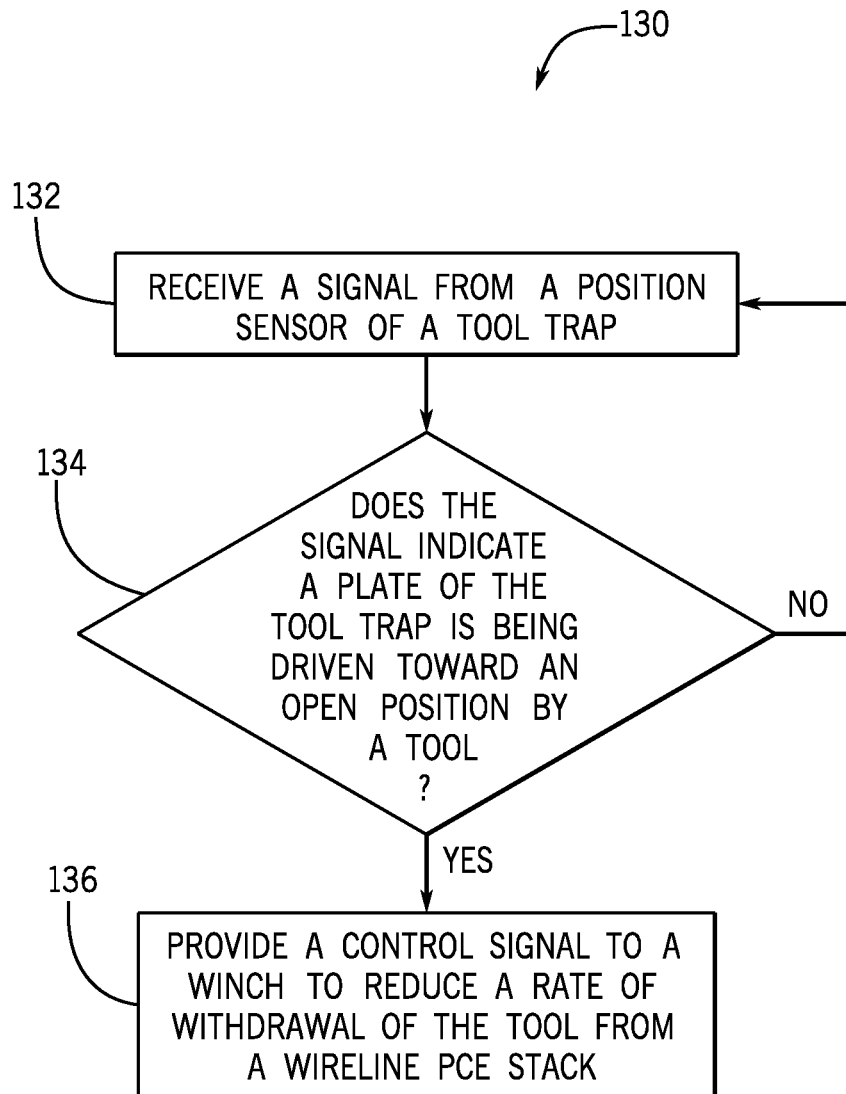 130
132
RECEIVE A SIGNAL FROM A POSITION
SENSOR OF A TOOL TRAP
134
DOES THE
SIGNAL INDICATE
A PLATE OF THE
TOOL TRAP IS BEING
DRIVEN TOWARD AN
OPEN POSITION BY
A TOOL
?
NO
YES
136
PROVIDE A CONTROL SIGNAL TO A
WINCH TO REDUCE A RATE OF
WITHDRAWAL OF THE TOOL FROM
A WIRELINE PCE STACK